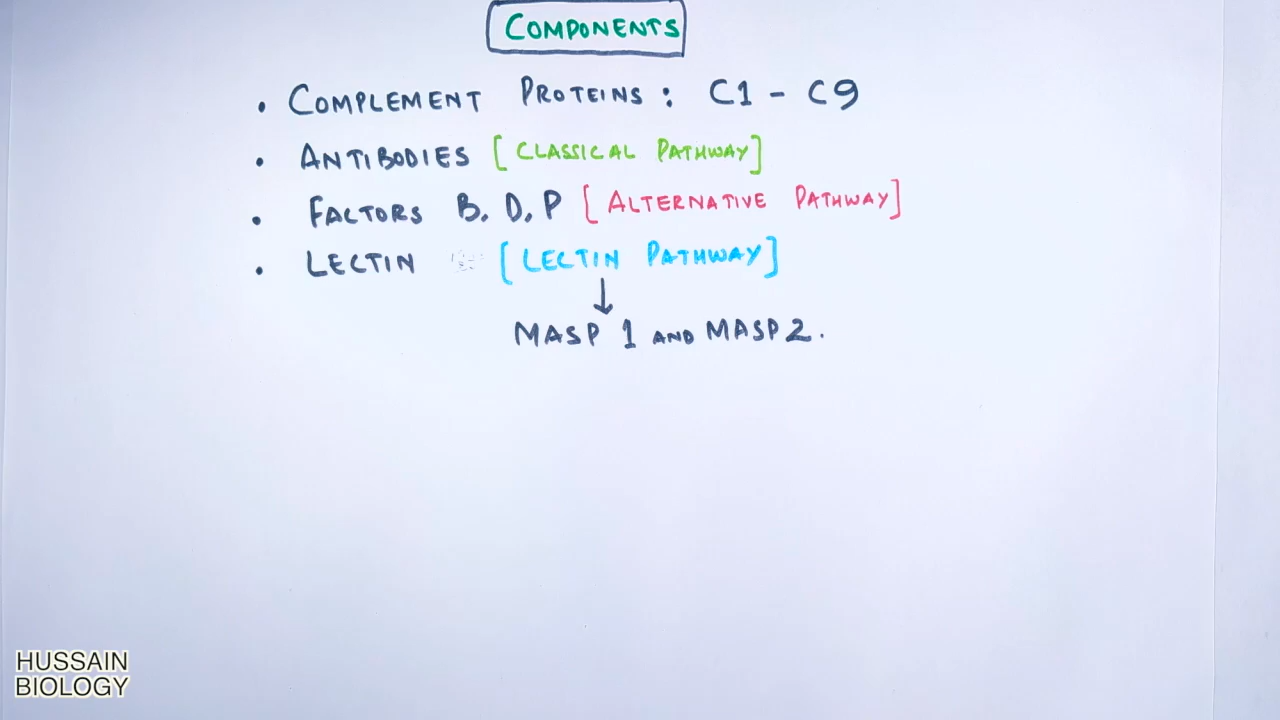 COMPONENTS
• COMPLEMENT PROTEINS: C1 - C9
• ANTIBODIES [CLASSICAL PATHWAY]
• FACTORS B, D, P [ALTERNATIVE PATHWAY]
• LECTIN [LECTIN PATHWAY]
↓
MASP 1 AND MASP 2.
HUSSAIN
BIOLOGY